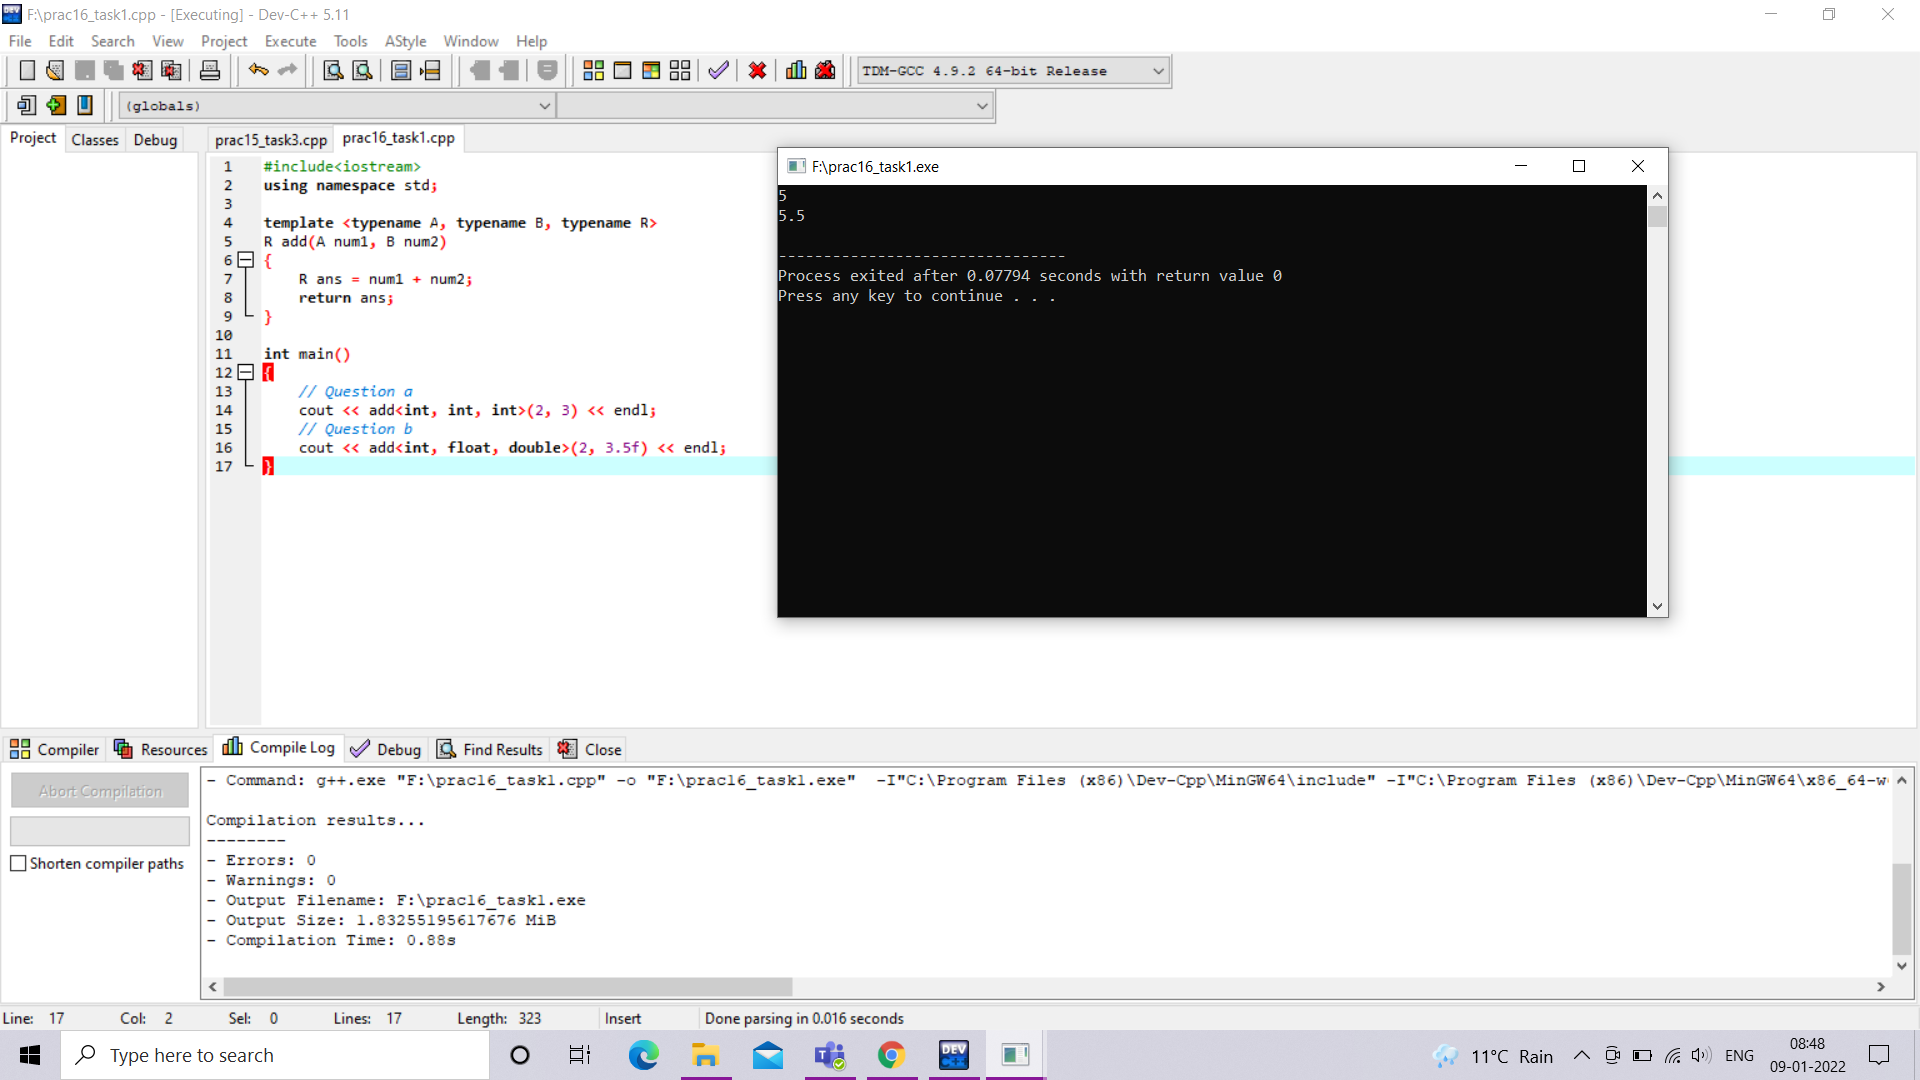 F:\prac16_task1.cpp - [Executing] - Dev-C++ 5.11
File Edit Search View Project Execute Tools AStyle Window Help
TDM-GCC 4.9.2 64-bit Release
(globals)
Project Classes Debug prac15_task3.cpp prac16_task1.cpp
1 #include<iostream>
2 using namespace std;
3
4 template <typename A, typename B, typename R>
5 R add(A num1, B num2)
6 {
7 R ans = num1 + num2;
8 return ans;
9 }
10
11 int main()
12 {
13 // Question a
14 cout << add<int, int, int>(2, 3) << endl;
15 // Question b
16 cout << add<int, float, double>(2, 3.5f) << endl;
17 }
F:\prac16_task1.exe
5
5.5
--------------------------------
Process exited after 0.07794 seconds with return value 0
Press any key to continue . . .
Compiler Resources Compile Log Debug Find Results Close
Abort Compilation
Shorten compiler paths
- Command: g++.exe "F:\prac16_task1.cpp" -o "F:\prac16_task1.exe" -I"C:\Program Files (x86)\Dev-Cpp\MinGW64\include" -I"C:\Program Files (x86)\Dev-Cpp\MinGW64\x86_64-w
Compilation results...
--------
- Errors: 0
- Warnings: 0
- Output Filename: F:\prac16_task1.exe
- Output Size: 1.83255195617676 MiB
- Compilation Time: 0.88s
Line: 17 Col: 2 Sel: 0 Lines: 17 Length: 323 Insert Done parsing in 0.016 seconds
Type here to search
DEV C++
11°C Rain
ENG
08:48
09-01-2022